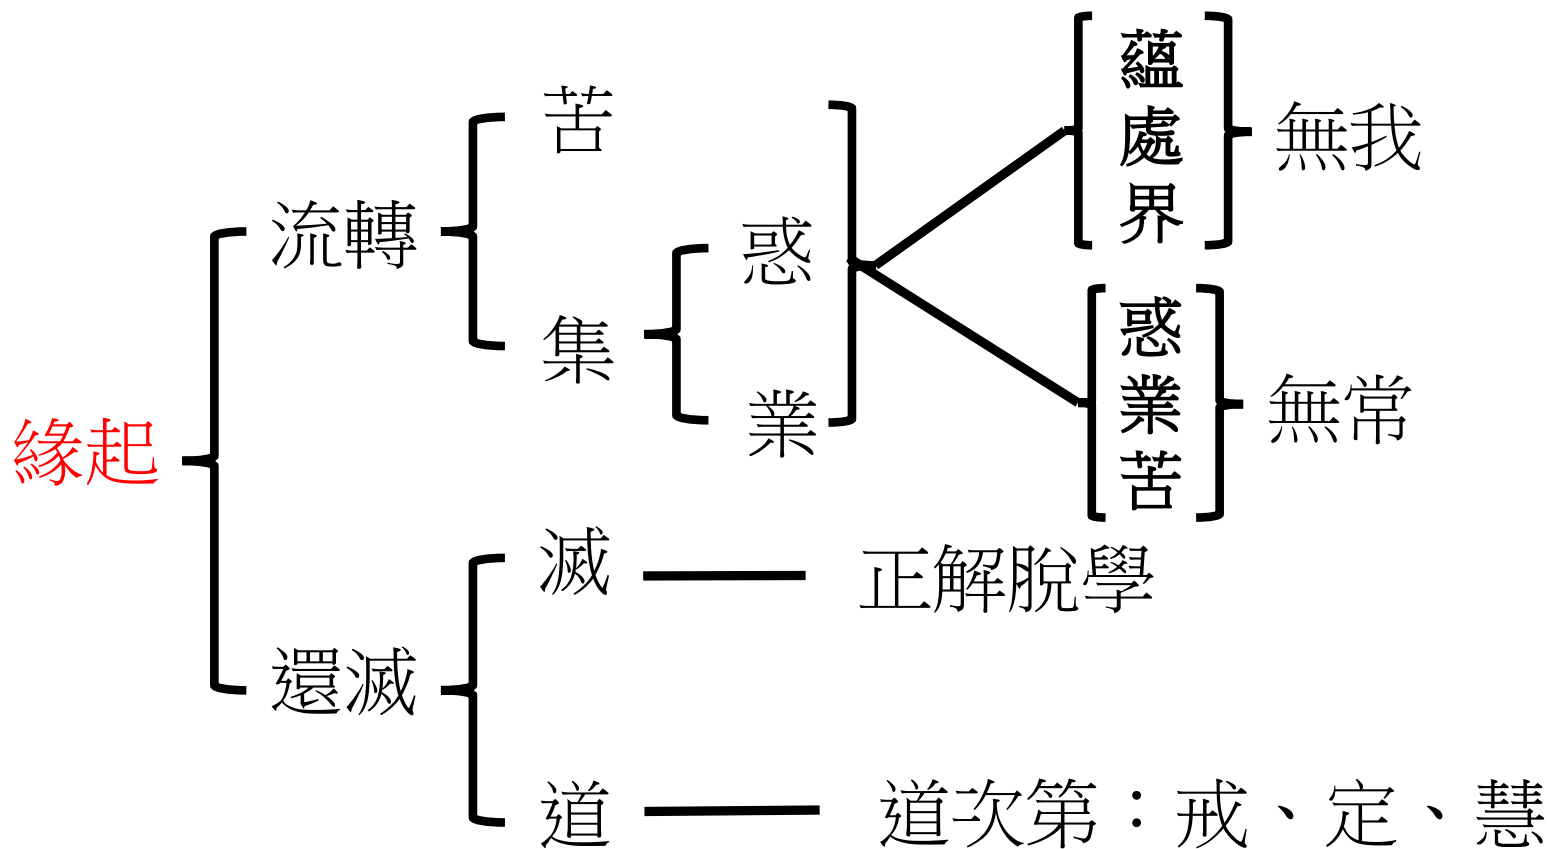 緣起
流轉
苦
集
惑
業
蘊
處
界
無我
惑
業
苦
無常
還滅
滅
正解脫學
道
道次第：戒、定、慧